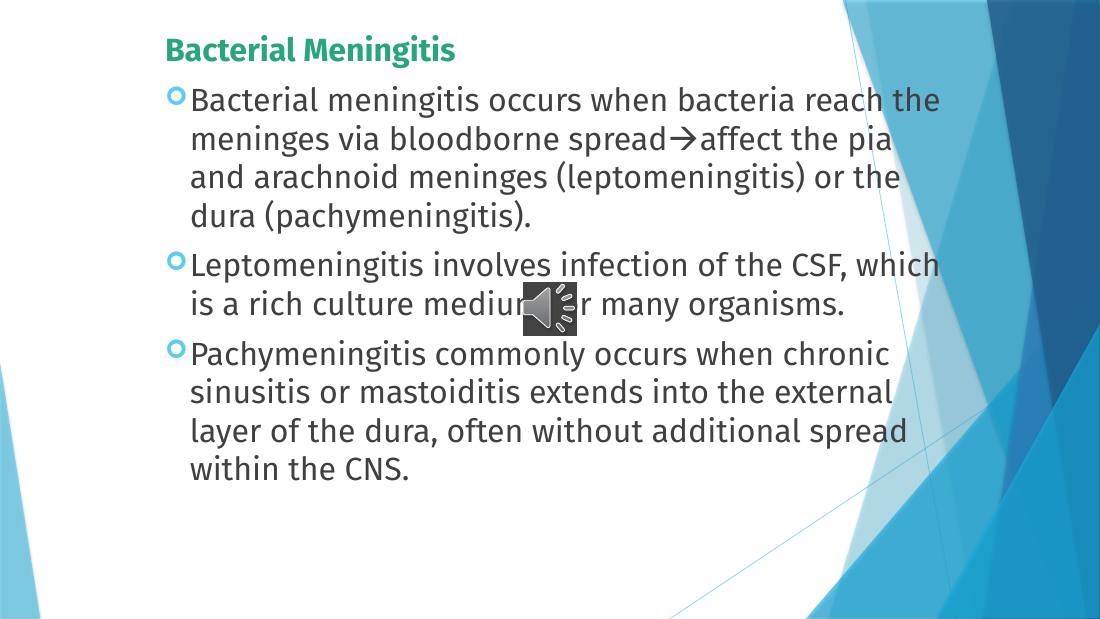 Bacterial Meningitis
Bacterial meningitis occurs when bacteria reach the
meninges via bloodborne spread→affect the pia
and arachnoid meninges (leptomeningitis) or the
dura (pachymeningitis).
Leptomeningitis involves infection of the CSF, which
is a rich culture many organisms.
Pachymeningitis commonly occurs when chronic
sinusitis or mastoiditis extends into the external
layer of the dura, often without additional spread
within the CNS.